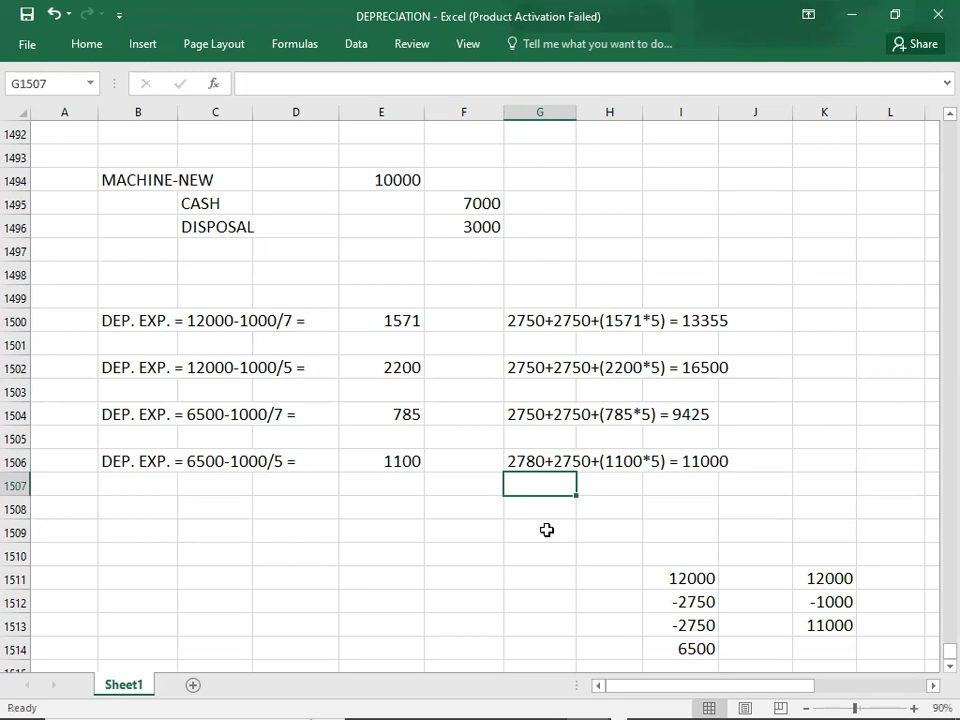 DEPRECIATION - Excel (Product Activation Failed)
File Home Insert Page Layout Formulas Data Review View Tell me what you want to do... Share
G1507 fx
A B C D E F G H I J K L
1492
1493
1494 MACHINE-NEW 10000
1495 CASH 7000
1496 DISPOSAL 3000
1497
1498
1499
1500 DEP. EXP. = 12000-1000/7 = 1571 2750+2750+(1571*5) = 13355
1501
1502 DEP. EXP. = 12000-1000/5 = 2200 2750+2750+(2200*5) = 16500
1503
1504 DEP. EXP. = 6500-1000/7 = 785 2750+2750+(785*5) = 9425
1505
1506 DEP. EXP. = 6500-1000/5 = 1100 2780+2750+(1100*5) = 11000
1507
1508
1509
1510
1511 12000 12000
1512 -2750 -1000
1513 -2750 11000
1514 6500
Sheet1
Ready 90%